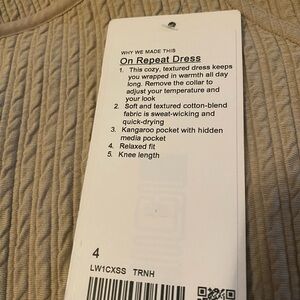 WHY WE MADE THIS
On Repeat Dress
1. This cozy, textured dress keeps
you wrapped in warmth all day
long. Remove the collar to
adjust your temperature and
your look
2. Soft and textured cotton-blend
fabric is sweat-wicking and
quick-drying
3. Kangaroo pocket with hidden
media pocket
4. Relaxed fit
5. Knee length
4
LW1CXSS TRNH